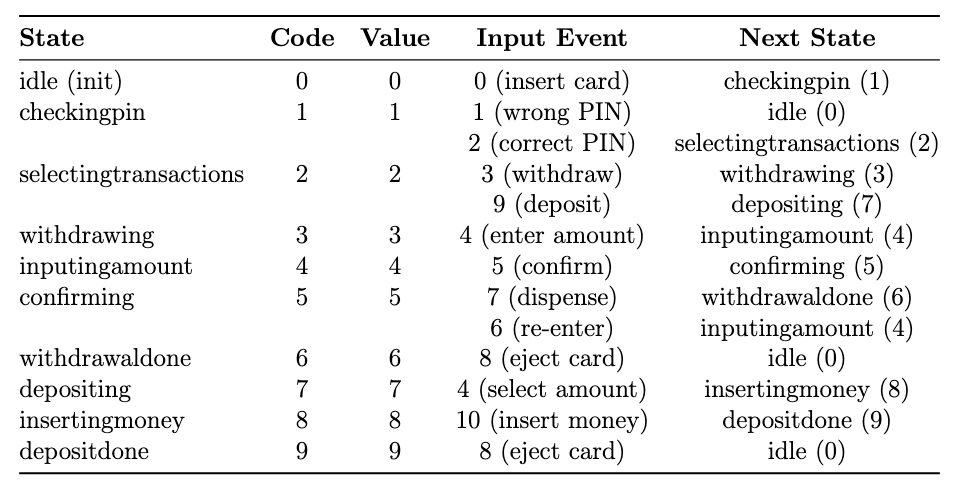 State Code Value Input Event Next State
idle (init) 0 0 0 (insert card) checkingpin (1)
checkingpin 1 1 1 (wrong PIN) idle (0)
2 (correct PIN) selectingtransactions (2)
selectingtransactions 2 2 3 (withdraw) withdrawing (3)
9 (deposit) depositing (7)
withdrawing 3 3 4 (enter amount) inputingamount (4)
inputingamount 4 4 5 (confirm) confirming (5)
confirming 5 5 7 (dispense) withdrawaldone (6)
6 (re-enter) inputingamount (4)
withdrawaldone 6 6 8 (eject card) idle (0)
depositing 7 7 4 (select amount) insertingmoney (8)
insertingmoney 8 8 10 (insert money) depositdone (9)
depositdone 9 9 8 (eject card) idle (0)